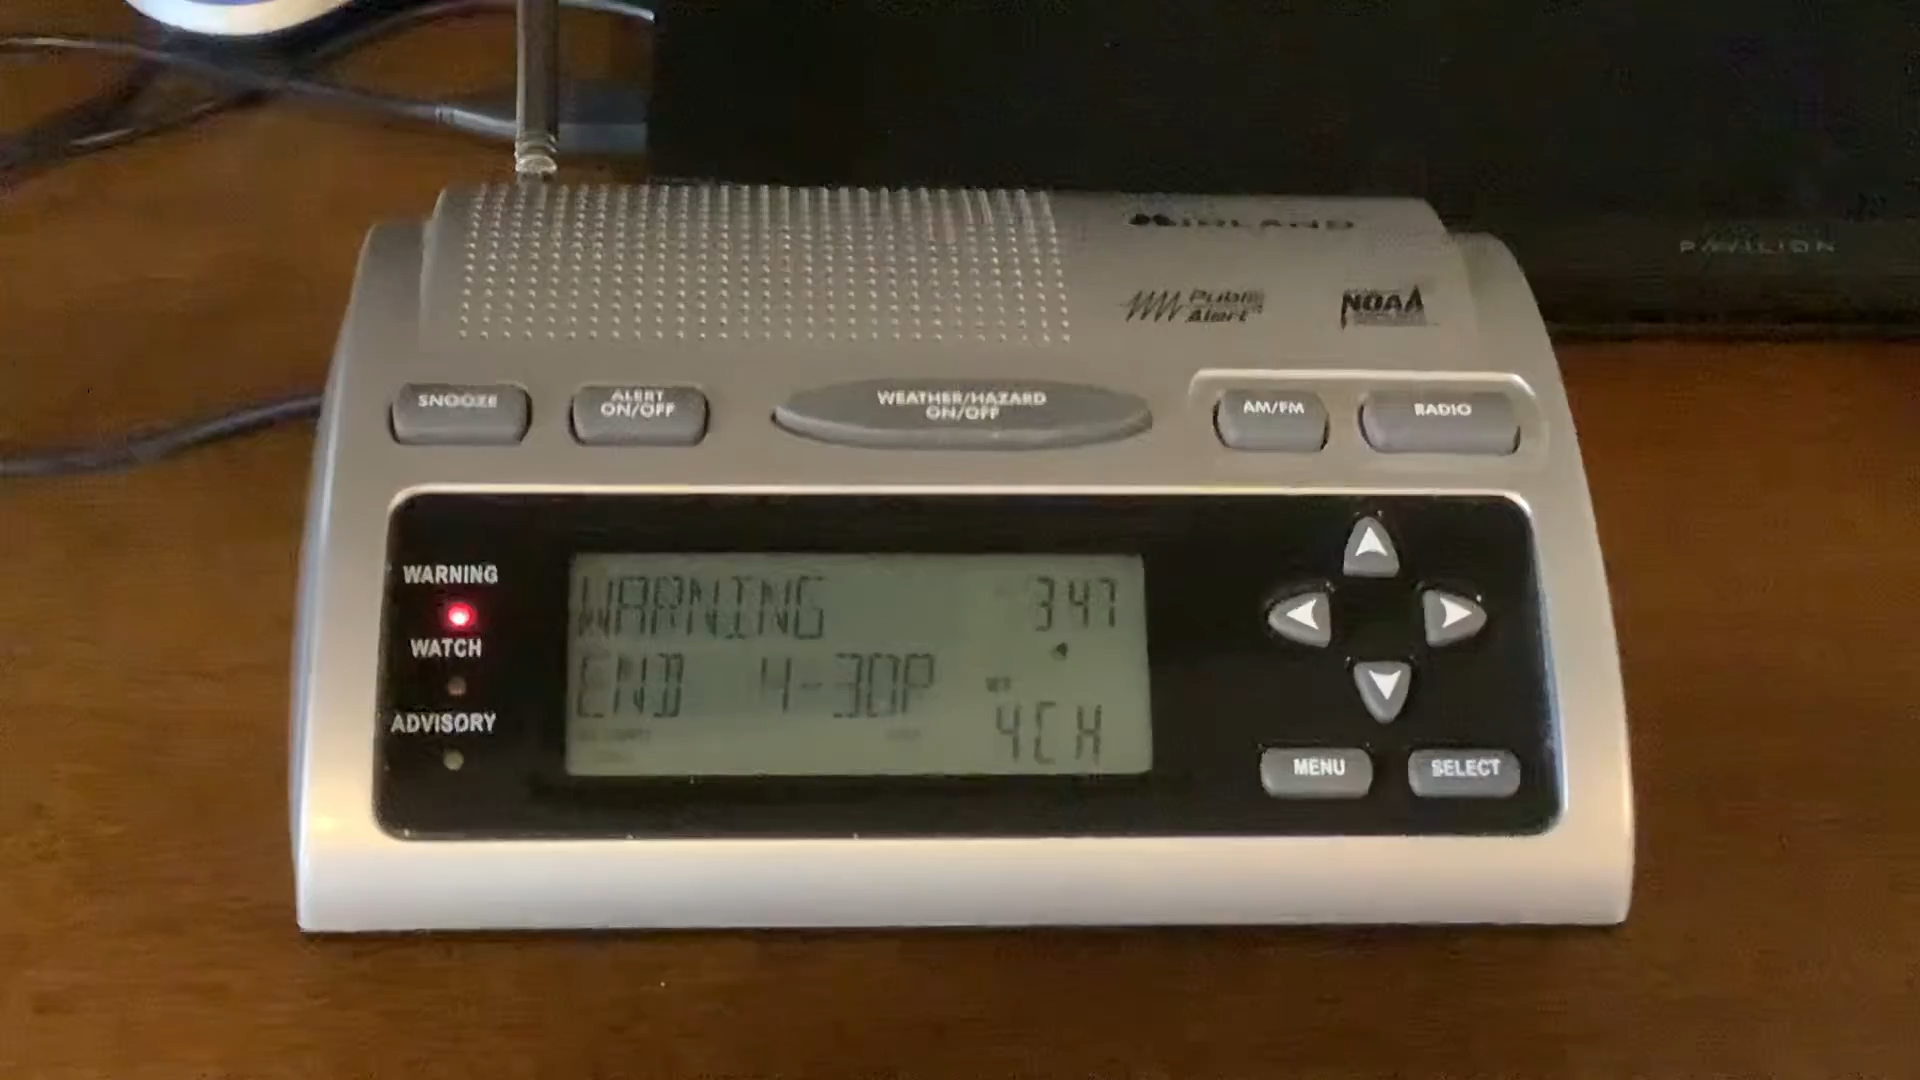 MIDLAND
PAVILION
Public
Alert
NOAA
SNOOZE
ALERT
ON/OFF
WEATHER/HAZARD
ON/OFF
AM/FM
RADIO
WARNING
WATCH
ADVISORY
WARNING 347
END 4-30P
4CH
MENU
SELECT